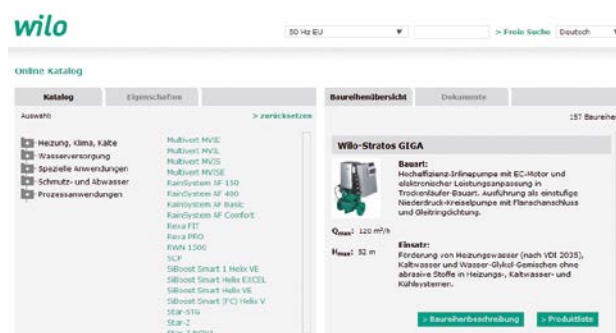 wilo
50 Hz EU
> Freie Suche
Deutsch
Online Katalog
Katalog
Eigenschaften
Auswahl:
> zurücksetzen
Heizung, Klima, Kälte
Wasserversorgung
Spezielle Anwendungen
Schmutz- und Abwasser
Prozessanwendungen
Multivert MVIE
Multivert MVIL
Multivert MVIS
Multivert MVISE
RainSystem AF 150
RainSystem AF 400
RainSystem AF Basic
RainSystem AF Comfort
Rexa FIT
Rexa PRO
RWN 1500
SCP
SiBoost Smart 1 Helix VE
SiBoost Smart Helix EXCEL
SiBoost Smart Helix VE
SiBoost Smart (FC) Helix V
Star-STG
Star-Z
Baureihenübersicht
Dokumente
157 Baureihe
Wilo-Stratos GIGA
Bauart:
Hocheffizienz-Inlinepumpe mit EC-Motor und
elektronischer Leistungsanpassung in
Trockenläufer-Bauart. Ausführung als einstufige
Niederdruck-Kreiselpumpe mit Flanschanschluss
und Gleitringdichtung.
Qmax: 120 m³/h
Hmax: 52 m
Einsatz:
Förderung von Heizungswasser (nach VDI 2035),
Kaltwasser und Wasser-Glykol-Gemischen ohne
abrasive Stoffe in Heizungs-, Kaltwasser- und
Kühlsystemen.
> Baureihenbeschreibung
> Produktliste